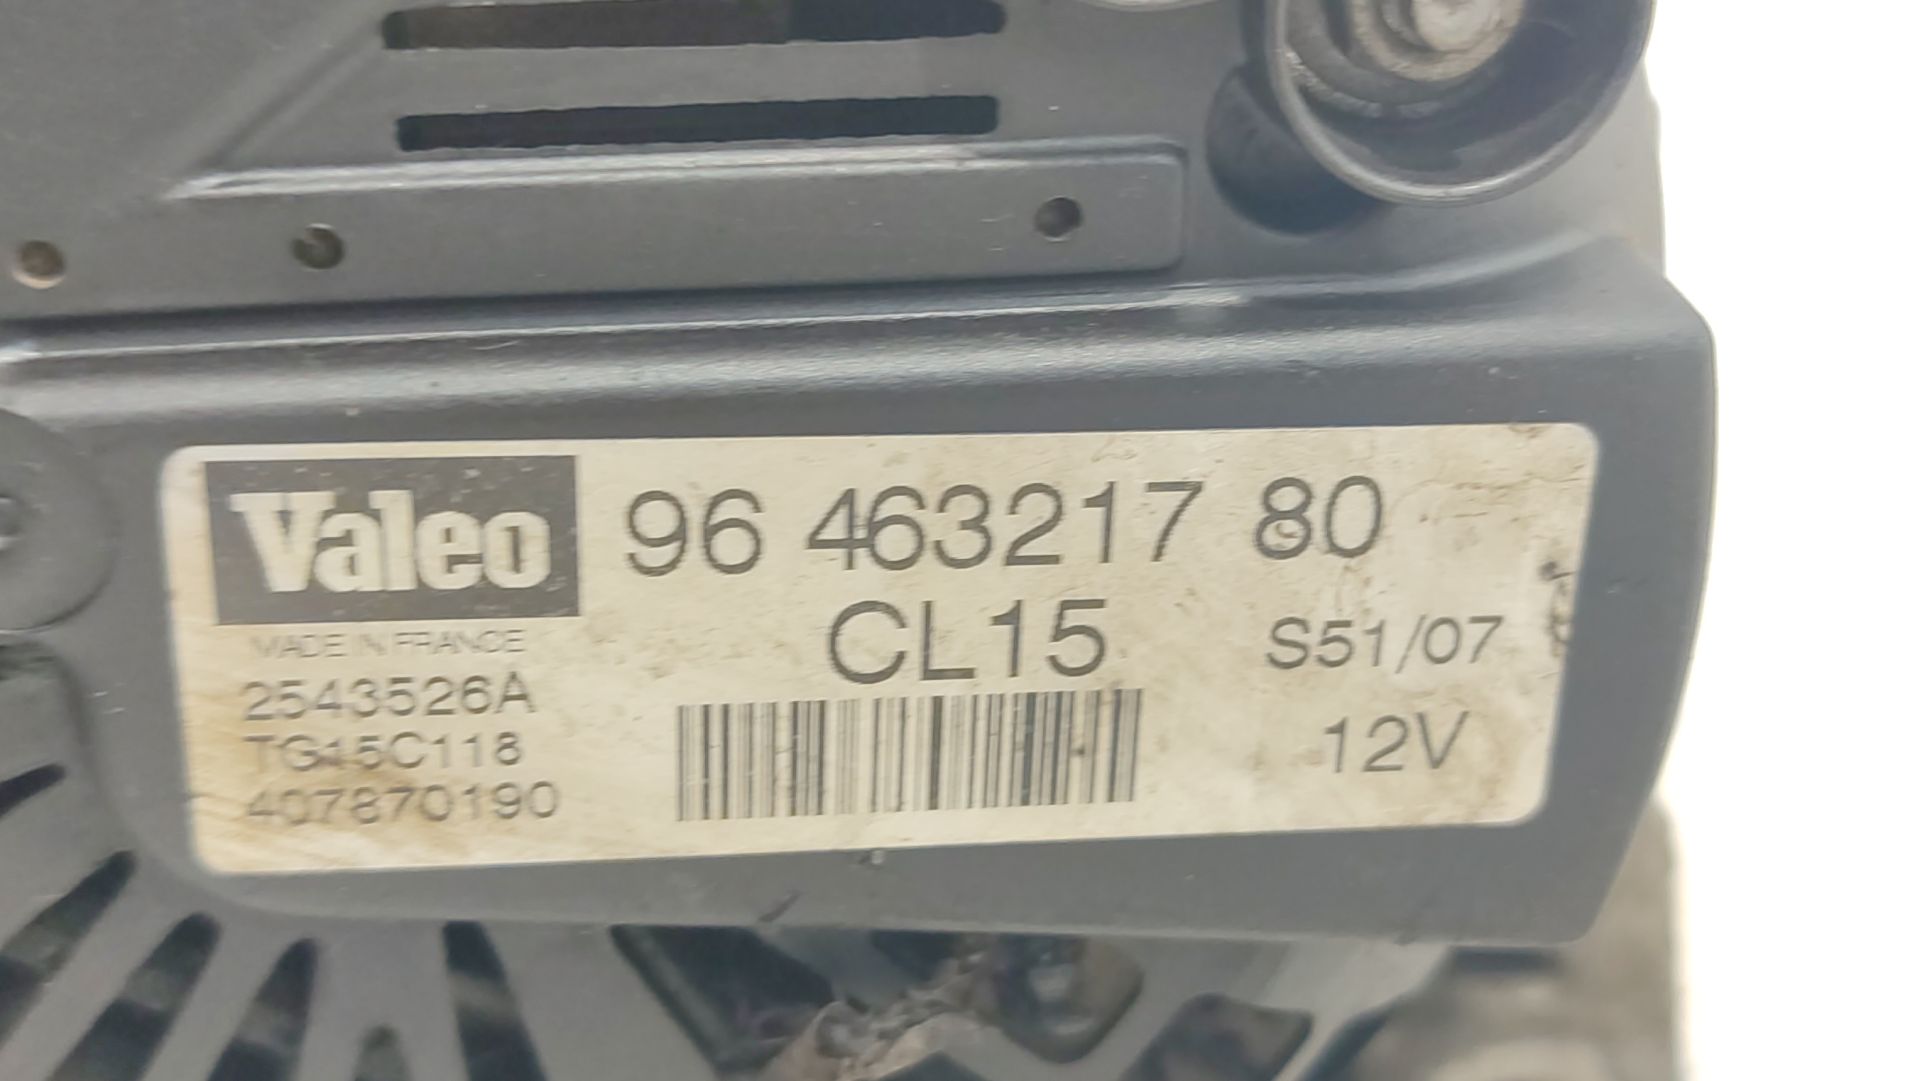 Valeo
96 463217 80
CL15
S51/07
MADE IN FRANCE
2543526A
TG15C118
407870190
12V